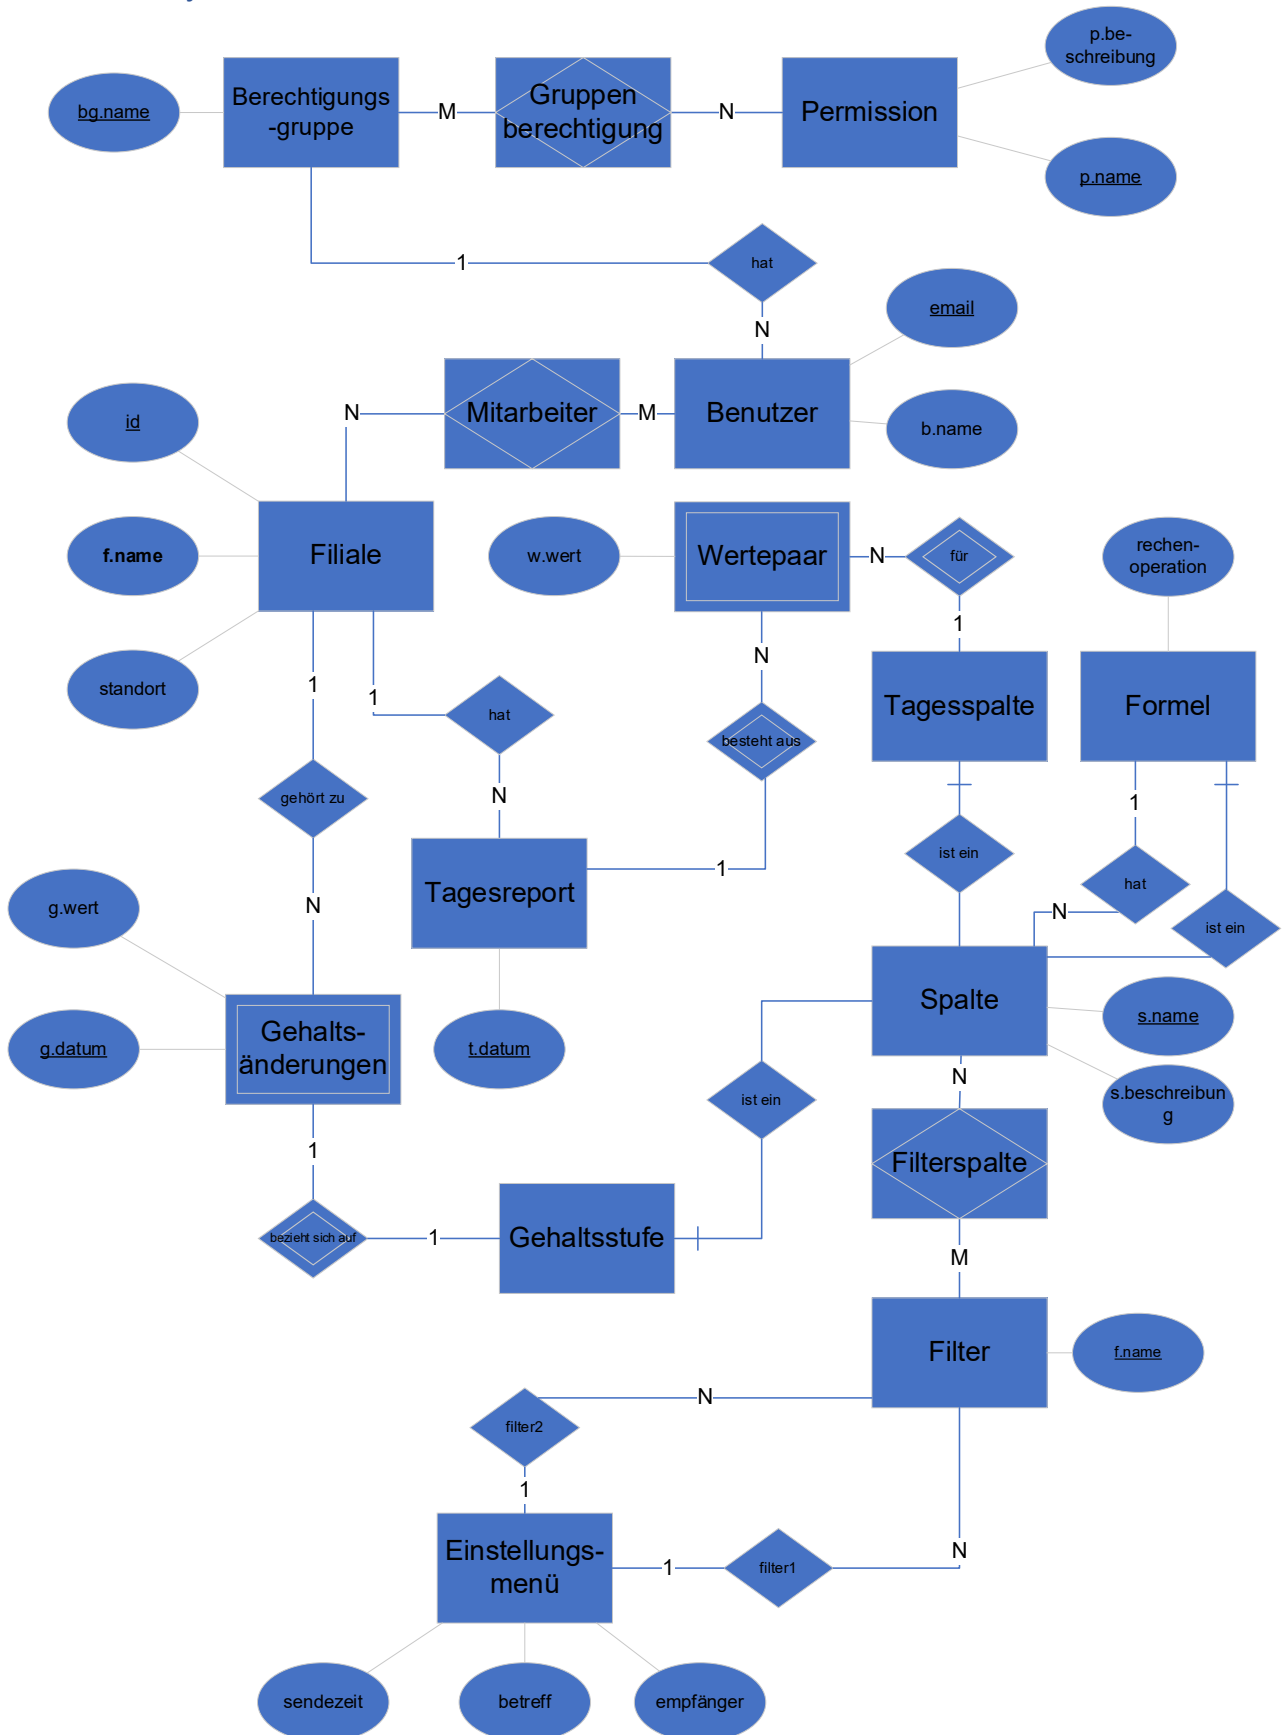 p.be-
schreibung
bg.name
Berechtigungs
-gruppe
M
Gruppen
berechtigung
N
Permission
p.name
1
hat
N
email
id
N
Mitarbeiter
M
Benutzer
b.name
f.name
Filiale
w.wert
Wertepaar
N
für
rechen-
operation
1
N
standort
1
1
hat
Tagesspalte
Formel
besteht aus
gehört zu
N
1
1
ist ein
hat
Tagesreport
g.wert
N
N
ist ein
Spalte
s.name
g.datum
Gehalts-
änderungen
t.datum
N
ist ein
s.beschreibun
g
1
Filterspalte
bezieht sich auf
1
Gehaltsstufe
M
Filter
f.name
N
filter2
1
Einstellungs-
menü
1
filter1
N
sendezeit
betreff
empfänger